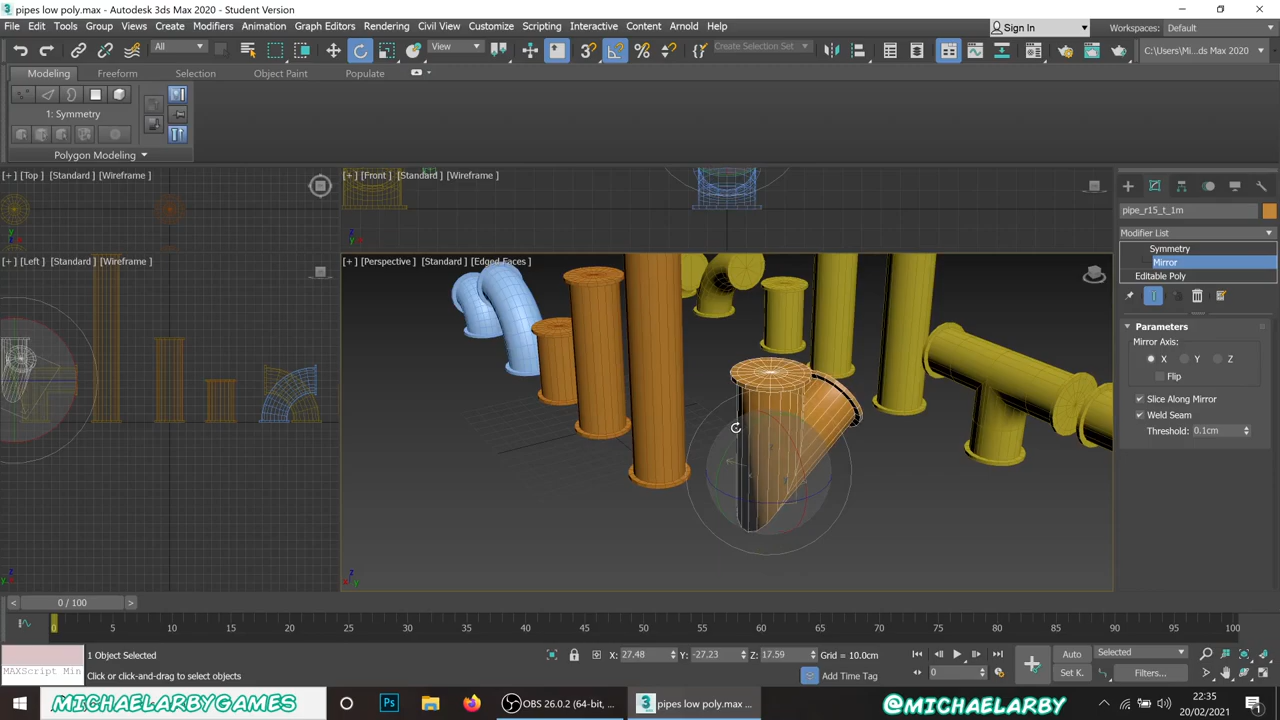 pipes low poly.max - Autodesk 3ds Max 2020 - Student Version
File Edit Tools Group Views Create Modifiers Animation Graph Editors Rendering Civil View Customize Scripting Interactive Content Arnold Help
Sign In
Workspaces: Default
All
View
Create Selection Set
C:\Users\Mi...ds Max 2020
Modeling Freeform Selection Object Paint Populate
1: Symmetry
Polygon Modeling
[+] [Top] [Standard] [Wireframe]
[+] [Front] [Standard] [Wireframe]
[+] [Left] [Standard] [Wireframe]
[+] [Perspective] [Standard] [Edged Faces]
pipe_r15_t_1m
Modifier List
Symmetry
Mirror
Editable Poly
Parameters
Mirror Axis:
X Y Z
Flip
Slice Along Mirror
Weld Seam
Threshold: 0.1cm
< 0 / 100 >
0 5 10 15 20 25 30 35 40 45 50 55 60 65 70 75 80 85 90 95 100
MAXScript Min
1 Object Selected
Click or click-and-drag to select objects
X: 27.48 Y: -27.23 Z: 17.59 Grid = 10.0cm
Add Time Tag
0
Auto
Set K.
Selected
Filters...
MICHAELARBYGAMES
Ps
OBS 26.0.2 (64-bit, ...
pipes low poly.max ...
@MICHAELARBY
22:35
20/02/2021